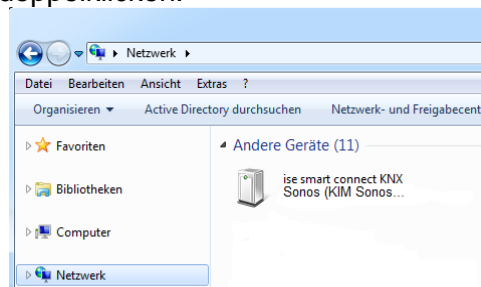 doppelklicken.
Netzwerk
Datei Bearbeiten Ansicht Extras ?
Organisieren Active Directory durchsuchen Netzwerk- und Freigabecent
Favoriten
Bibliotheken
Computer
Netzwerk
Andere Geräte (11)
ise smart connect KNX
Sonos (KIM Sonos...